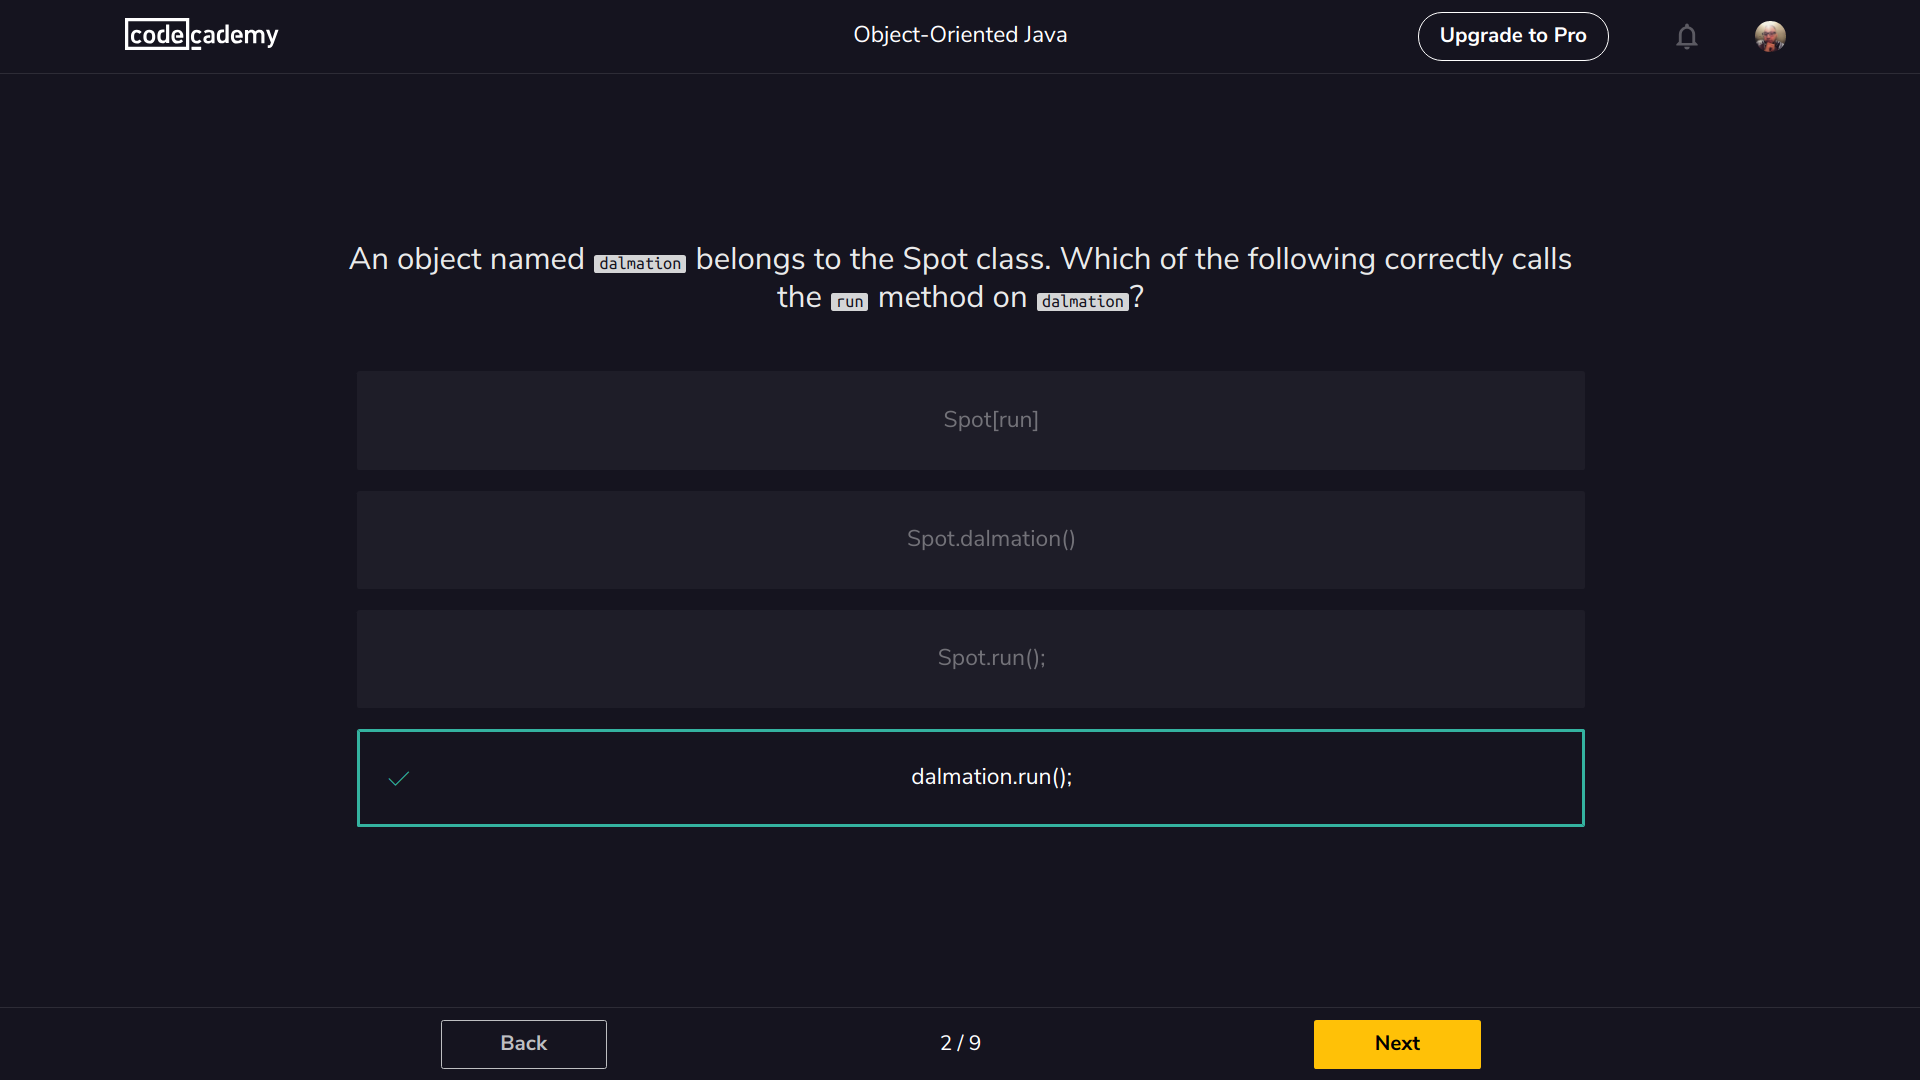 codecademy
Object-Oriented Java
Upgrade to Pro
An object named dalmation belongs to the Spot class. Which of the following correctly calls
the run method on dalmation?
Spot[run]
Spot.dalmation()
Spot.run();
dalmation.run();
Back
2 / 9
Next